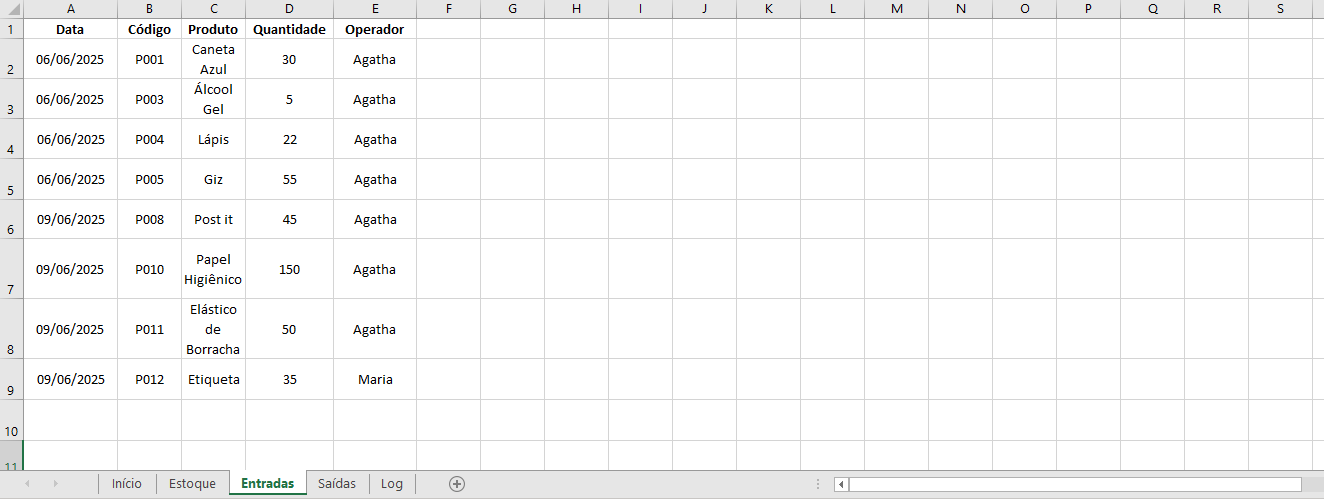 A B C D E F G H I J K L M N O P Q R S
1 Data Código Produto Quantidade Operador
2 06/06/2025 P001 Caneta Azul 30 Agatha
3 06/06/2025 P003 Álcool Gel 5 Agatha
4 06/06/2025 P004 Lápis 22 Agatha
5 06/06/2025 P005 Giz 55 Agatha
6 09/06/2025 P008 Post it 45 Agatha
7 09/06/2025 P010 Papel Higiênico 150 Agatha
8 09/06/2025 P011 Elástico de Borracha 50 Agatha
9 09/06/2025 P012 Etiqueta 35 Maria
10
11
Início Estoque Entradas Saídas Log